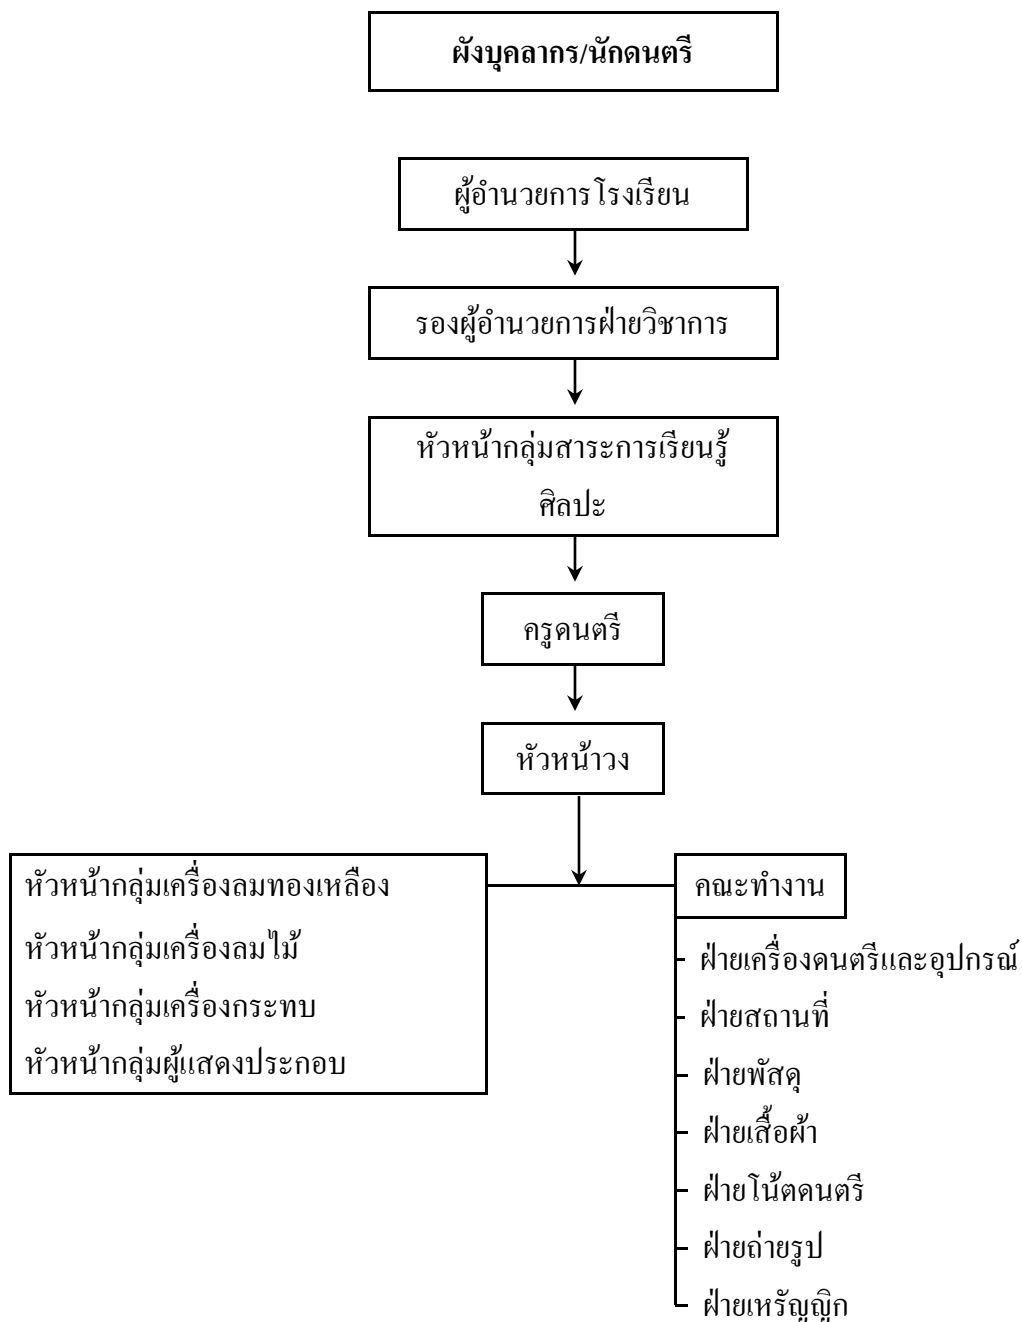 ผังบุคลากร/นักดนตรี
ผู้อำนวยการโรงเรียน
รองผู้อำนวยการฝ่ายวิชาการ
หัวหน้ากลุ่มสาระการเรียนรู้
ศิลปะ
ครูดนตรี
หัวหน้าวง
หัวหน้ากลุ่มเครื่องลมทองเหลือง
หัวหน้ากลุ่มเครื่องลมไม้
หัวหน้ากลุ่มเครื่องกระทบ
หัวหน้ากลุ่มผู้แสดงประกอบ
คณะทำงาน
ฝ่ายเครื่องดนตรีและอุปกรณ์
ฝ่ายสถานที่
ฝ่ายพัสดุ
ฝ่ายเสื้อผ้า
ฝ่ายโน้ตดนตรี
ฝ่ายถ่ายรูป
ฝ่ายเหรัญญิก